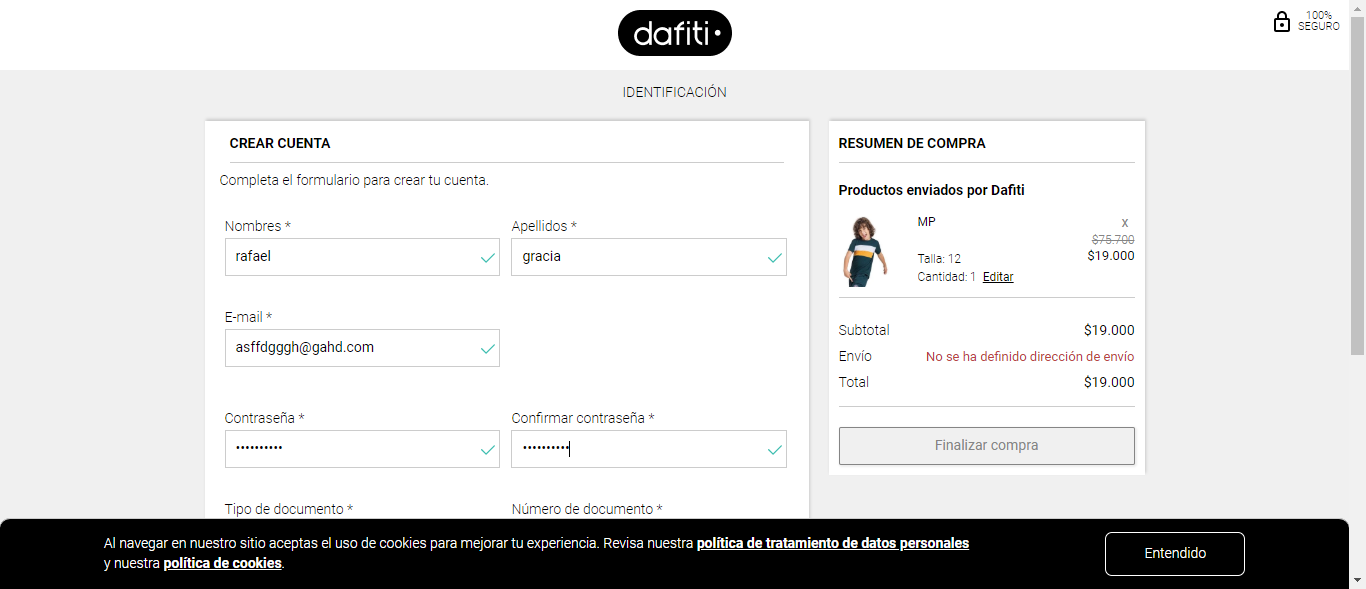 dafiti
100%
SEGURO
IDENTIFICACIÓN
CREAR CUENTA
Completa el formulario para crear tu cuenta.
Nombres *
Apellidos *
rafael
gracia
E-mail *
asffdgggh@gahd.com
Contraseña *
Confirmar contraseña *
••••••••••
••••••••••
Tipo de documento *
Número de documento *
RESUMEN DE COMPRA
Productos enviados por Dafiti
MP
X
$75.700
$19.000
Talla: 12
Cantidad: 1 Editar
Subtotal $19.000
Envío No se ha definido dirección de envío
Total $19.000
Finalizar compra
Al navegar en nuestro sitio aceptas el uso de cookies para mejorar tu experiencia. Revisa nuestra política de tratamiento de datos personales
y nuestra política de cookies.
Entendido